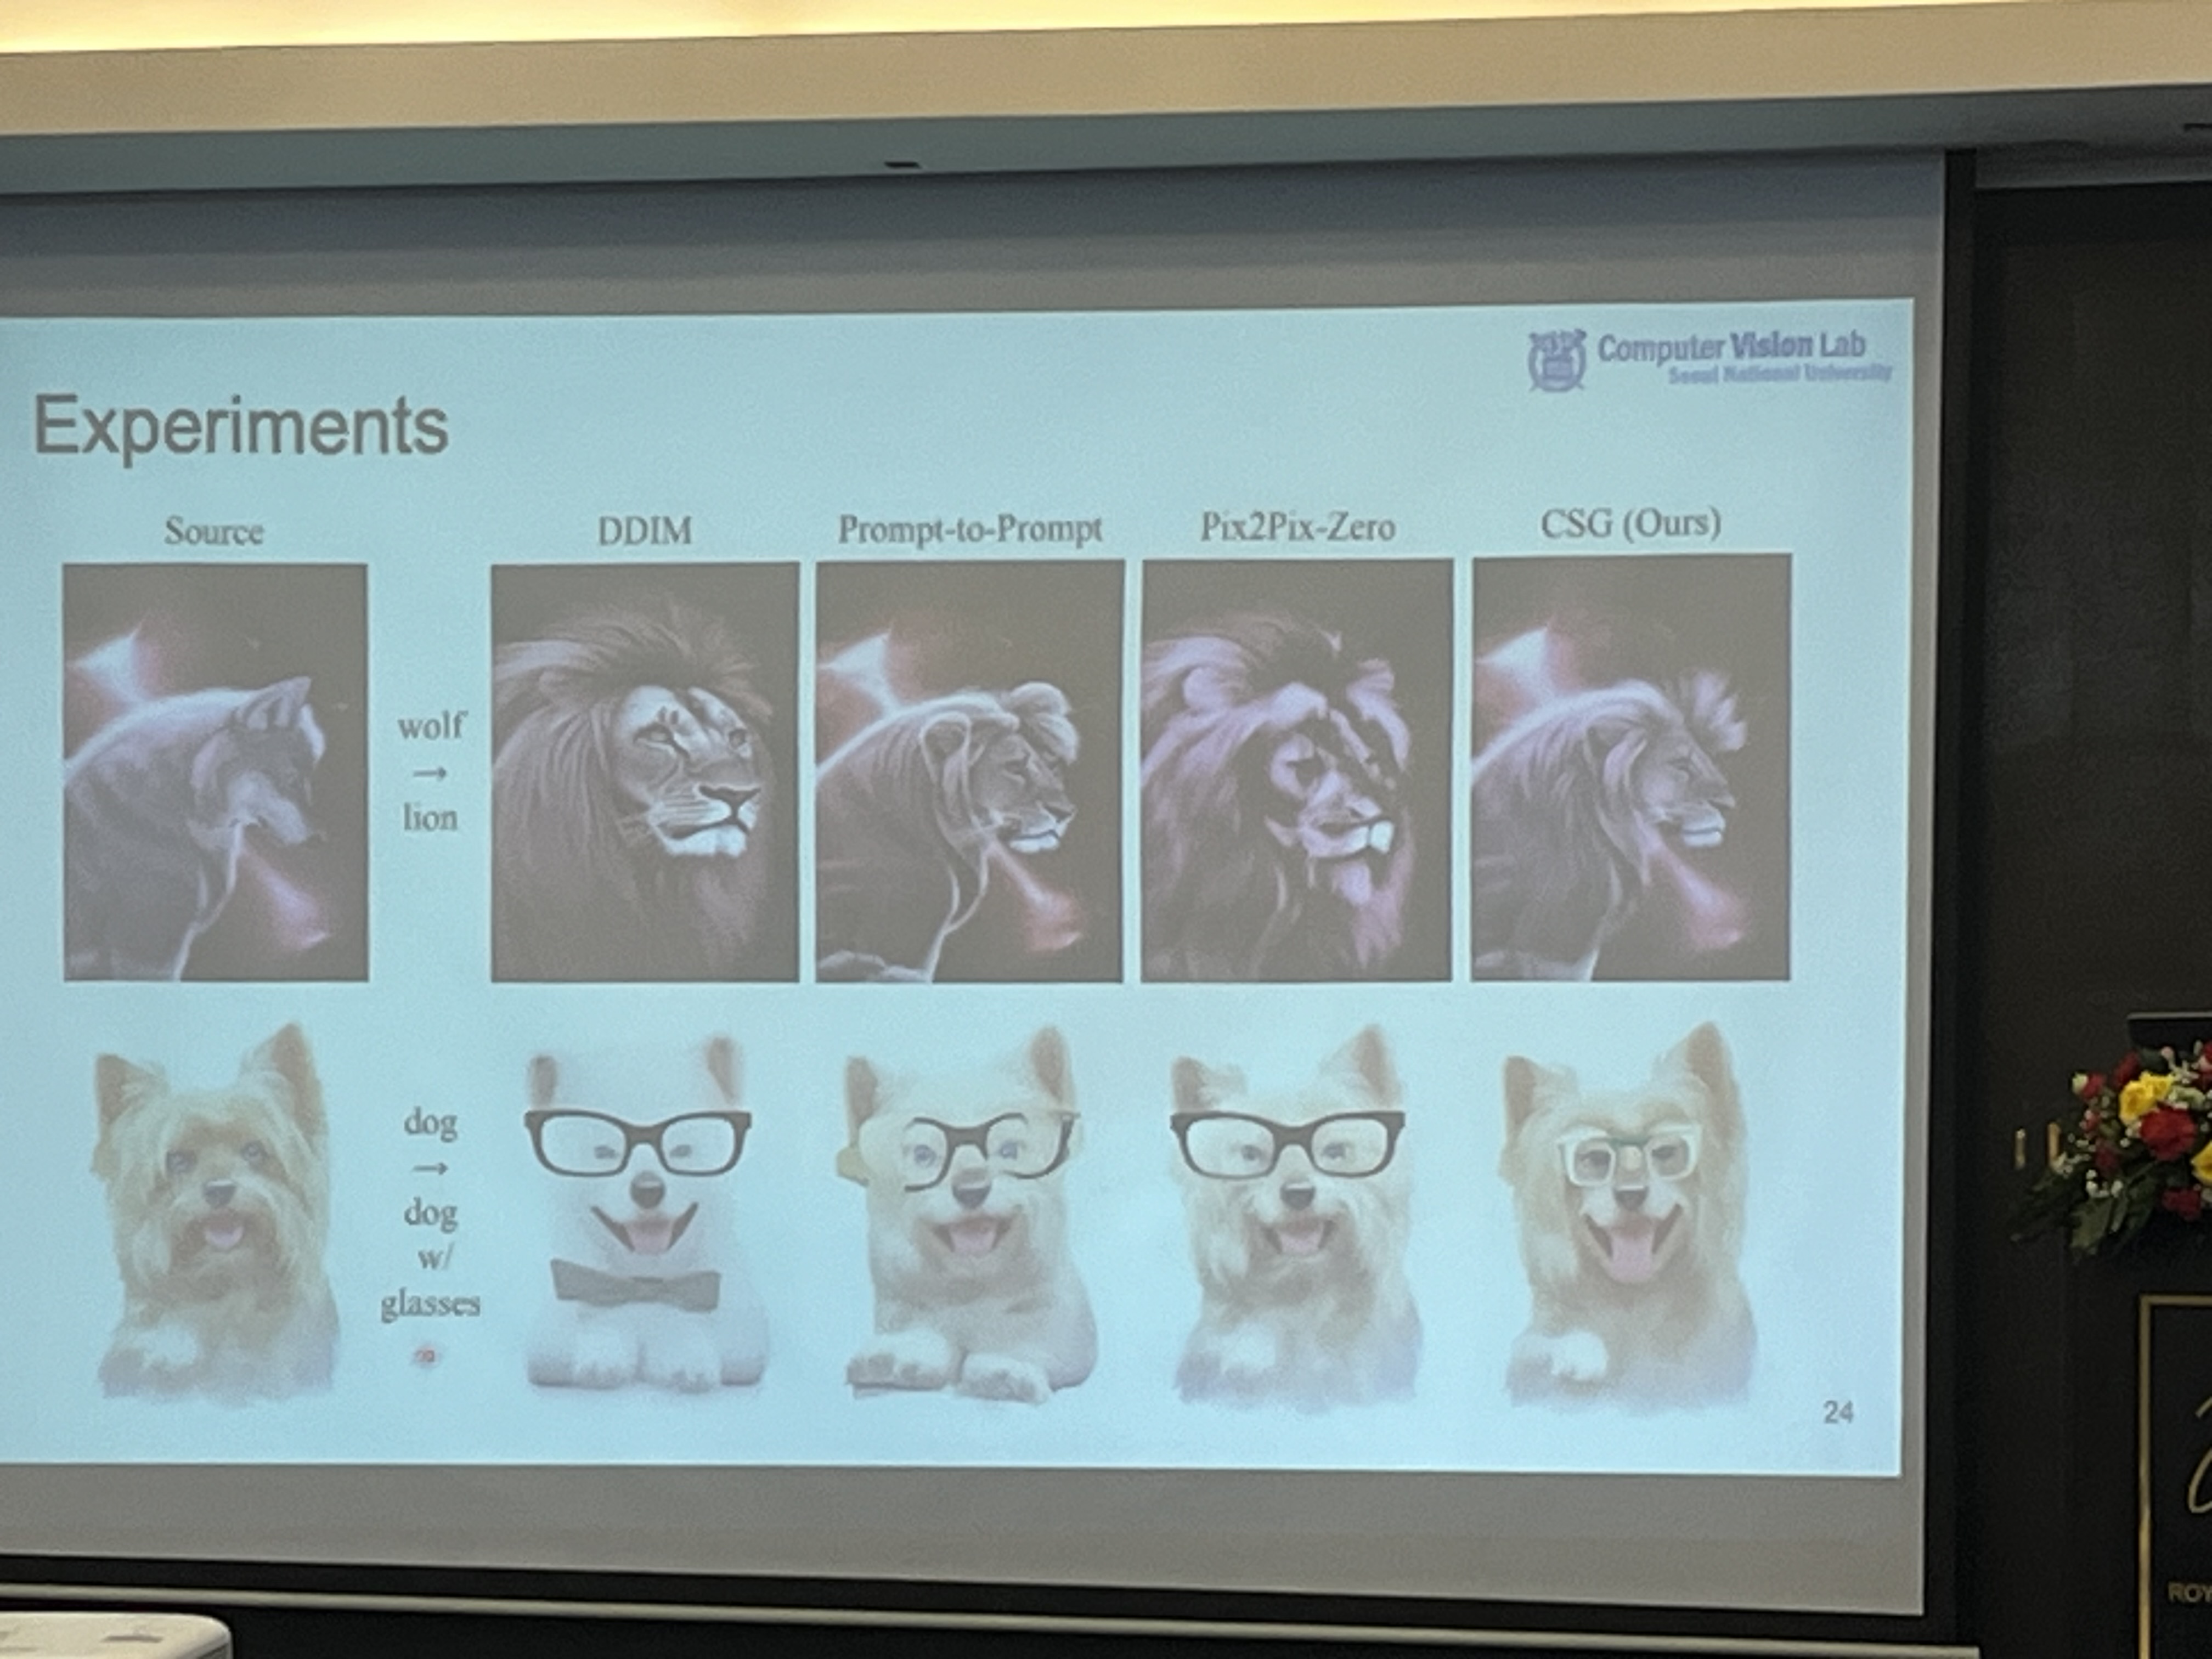 Computer Vision Lab
Seoul National University
Experiments
Source
DDIM
Prompt-to-Prompt
Pix2Pix-Zero
CSG (Ours)
wolf
→
lion
dog
→
dog
w/
glasses
24
ROY